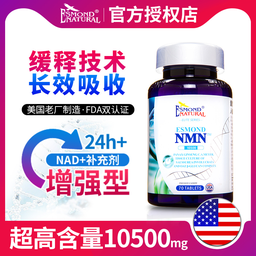 ESMOND NATURAL
官方授权店
缓释技术
长效吸收
美国老厂制造·FDA双认证
24h+
NAD+补充剂
增强型
超高含量10500mg
ESMOND
NATURAL
ESMOND
NMN
70 TABLETS